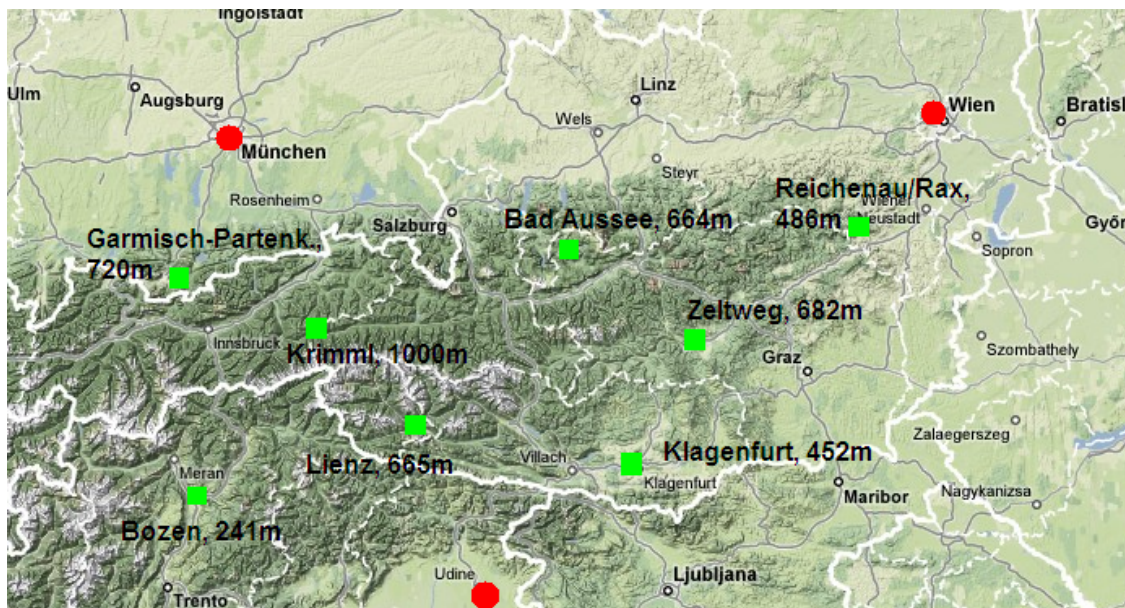 Ingolstadt
Ulm
Augsburg
München
Linz
Wels
Steyr
Wien
Bratisl
Rosenheim
Salzburg
Bad Aussee, 664m
Reichenau/Rax,
486m
Wiener
Neustadt
Győr
Sopron
Garmisch-Partenk.,
720m
Innsbruck
Krimml, 1000m
Zeltweg, 682m
Graz
Szombathely
Meran
Lienz, 665m
Villach
Klagenfurt, 452m
Klagenfurt
Zalaegerszeg
Maribor
Nagykanizsa
Bozen, 241m
Trento
Udine
Ljubljana